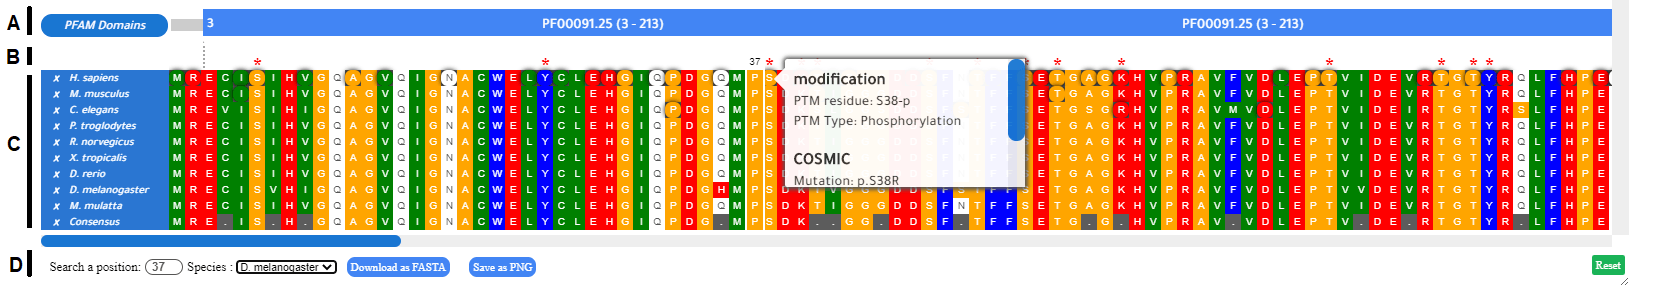 A PFAM Domains 3 PF00091.25 (3 - 213) PF00091.25 (3 - 213)
B * * 37 * * * * * * *
C
x H. sapiens M R E C I S I H V G Q A G V Q I G N A C W E L Y C L E H G I Q P D G Q M P S E T G A G K H V P R A V F V D L E P T V I D E V R T G T Y R Q L F H P E
x M. musculus M R E C I S I H V G Q A G V Q I G N A C W E L Y C L E H G I Q P D G Q M P S E T G A G K H V P R A V F V D L E P T V I D E V R T G T Y R Q L F H P E
x C. elegans M R E V I S I H V G Q A G V Q I G N A C W E L Y C L E H G I Q P D G Q M P S E T G S G R H V P R A V M V D L E P T V I D E I R T G T Y R S L F H P E
x P. troglodytes M R E C I S I H V G Q A G V Q I G N A C W E L Y C L E H G I Q P D G Q M P S E T G A G K H V P R A V F V D L E P T V I D E V R T G T Y R Q L F H P E
x R. norvegicus M R E C I S I H V G Q A G V Q I G N A C W E L Y C L E H G I Q P D G Q M P S E T G A G K H V P R A V F V D L E P T V I D E V R T G T Y R Q L F H P E
x X. tropicalis M R E C I S I H V G Q A G V Q I G N A C W E L Y C L E H G I Q P D G Q M P S E T G A G K H V P R A V F V D L E P T V I D E V R T G T Y R Q L F H P E
x D. rerio M R E C I S I H V G Q A G V Q I G N A C W E L Y C L E H G I Q P D G Q M P S E T G A G K H V P R A V F V D L E P T V I D E V R T G T Y R Q L F H P E
x D. melanogaster M R E C I S V H I G Q A G V Q I G N A C W E L Y C L E H G I Q P D G H M P S D K T I G G G D D S F N T F F S E T G A G K H V P R A V F V D L E P T V V D E V R T G T Y R Q L F H P E
x M. mulatta M R E C I S I H V G Q A G V Q I G N A C W E L Y C L E H G I Q P D G Q M P S D K T I G G G D D S F N T F F S E T G A G K H V P R A V F V D L E P T V I D E V R T G T Y R Q L F H P E
x Consensus M R E . I S . H . G Q A G V Q I G N A C W E L Y C L E H G I Q P D G . M P S D K . . G G . D D S F . T F F S E T G . G . H V P R A V . V D L E P T V . D E V R T G T Y R . L F H P E
modification
PTM residue: S38-p
PTM Type: Phosphorylation
COSMIC
Mutation: p.S38R
D Search a position: 37 Species : D. melanogaster Download as FASTA Save as PNG Reset